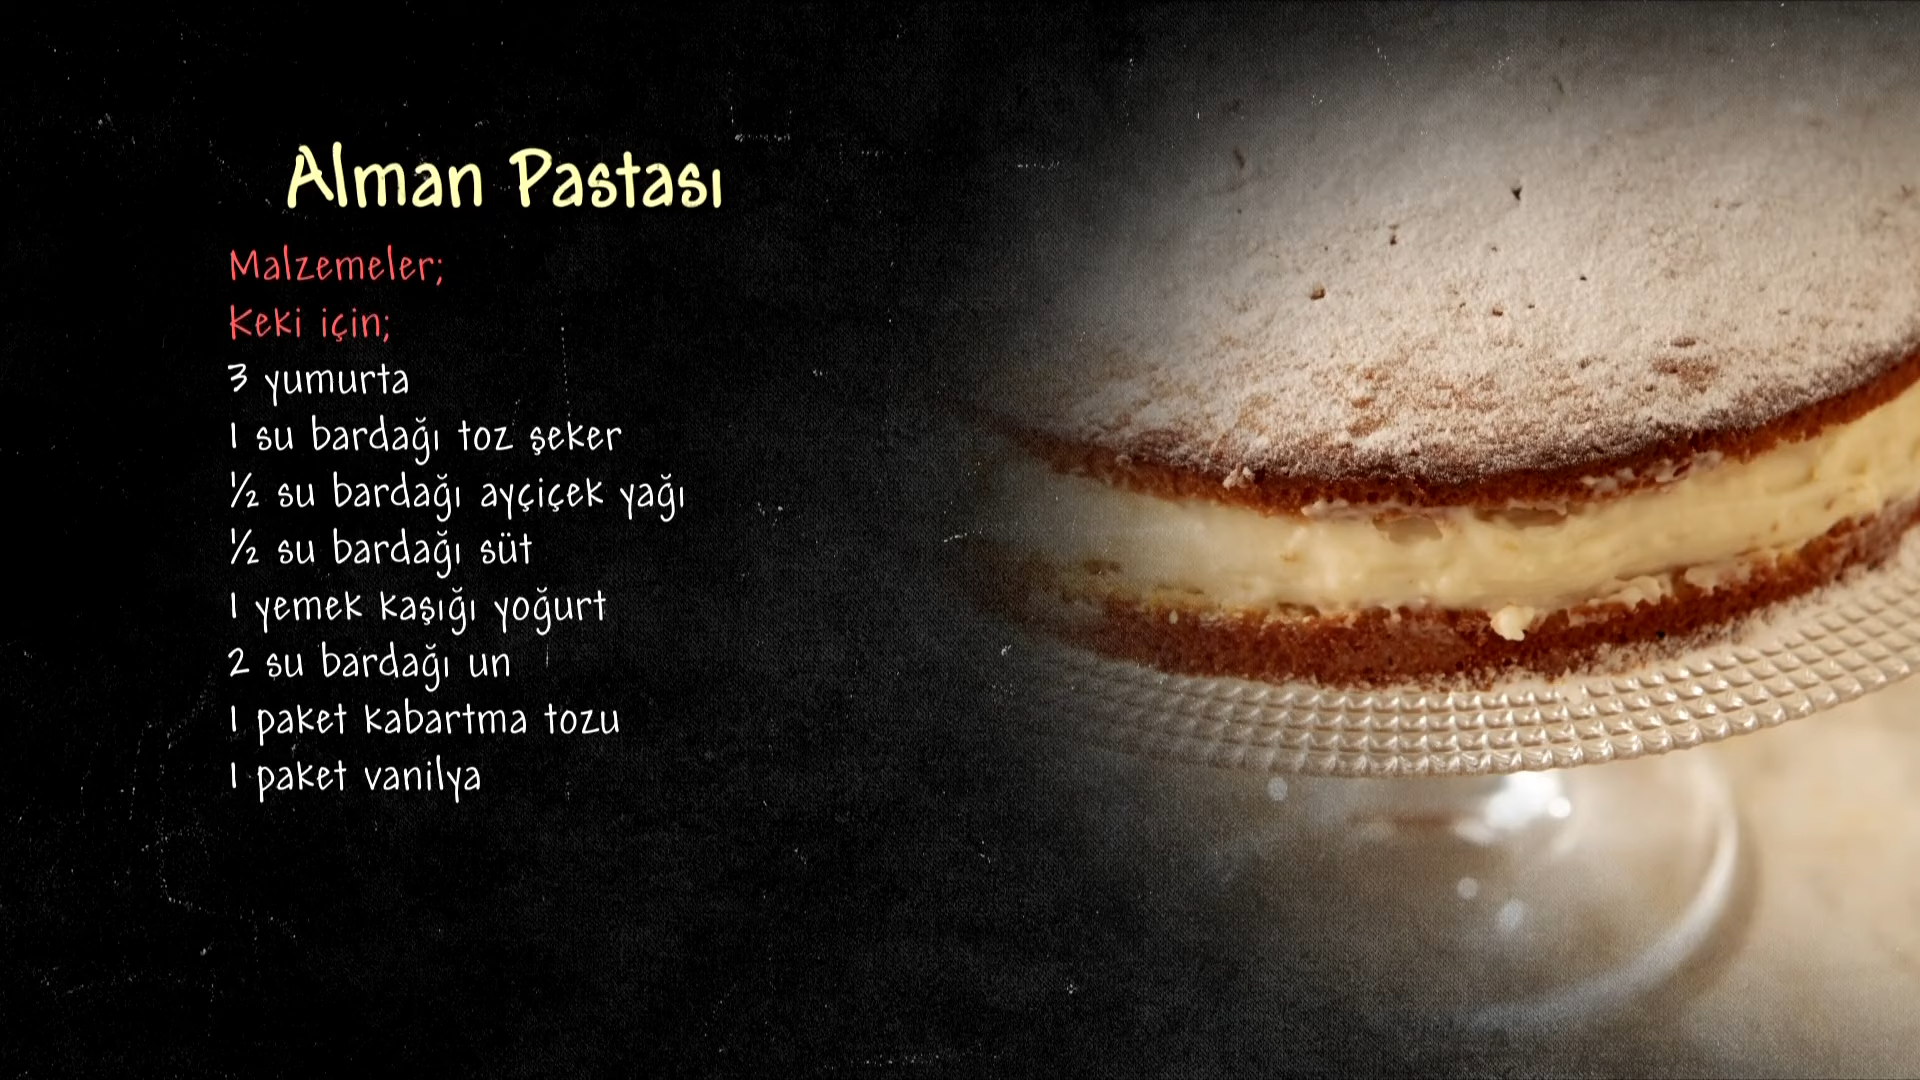 Alman Pastası
Malzemeler;
Keki için;
3 yumurta
1 su bardağı toz şeker
½ su bardağı ayçiçek yağı
½ su bardağı süt
1 yemek kaşığı yoğurt
2 su bardağı un
1 paket kabartma tozu
1 paket vanilya